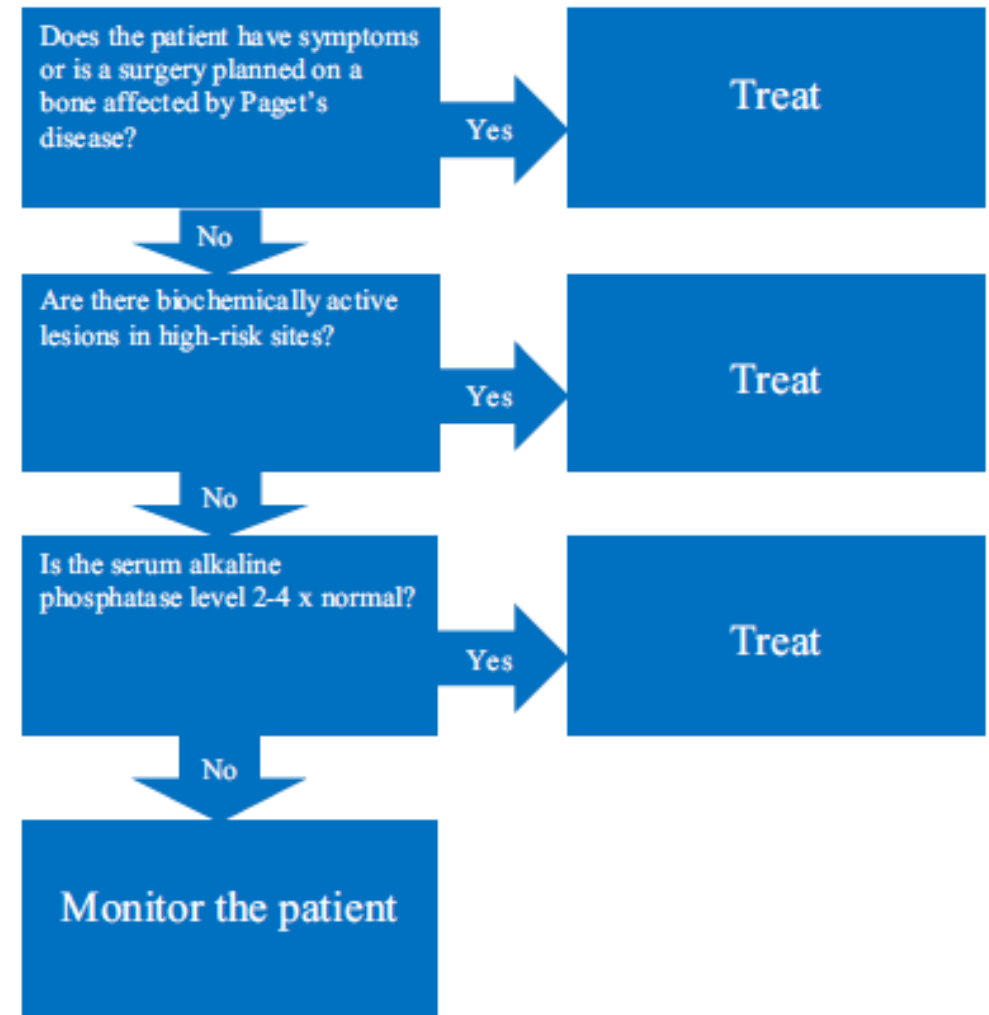 Does the patient have symptoms
or is a surgery planned on a
bone affected by Paget's
disease?
Yes
Treat
No
Are there biochemically active
lesions in high-risk sites?
Yes
Treat
No
Is the serum alkaline
phosphatase level 2-4 x normal?
Yes
Treat
No
Monitor the patient